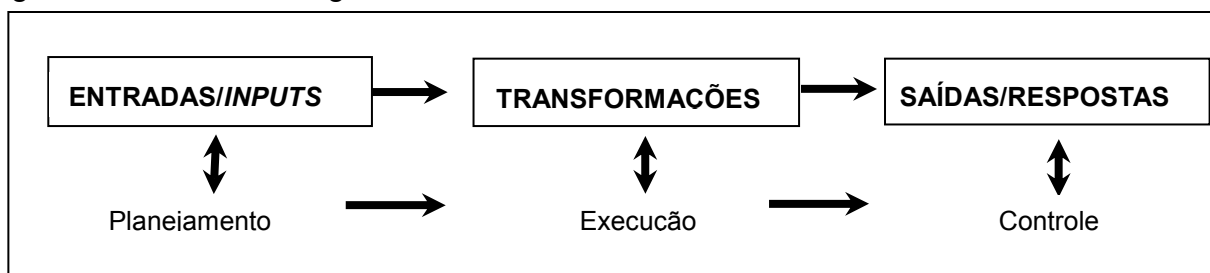 ENTRADAS/INPUTS
TRANSFORMAÇÕES
SAÍDAS/RESPOSTAS
Planejamento
Execução
Controle